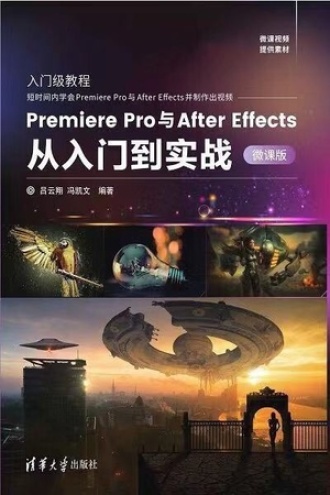 微课视频
提供素材
入门级教程
短时间内学会Premiere Pro与After Effects并制作出视频
Premiere Pro与After Effects
从入门到实战 微课版
吕云翔 冯凯文 编著
清华大学出版社